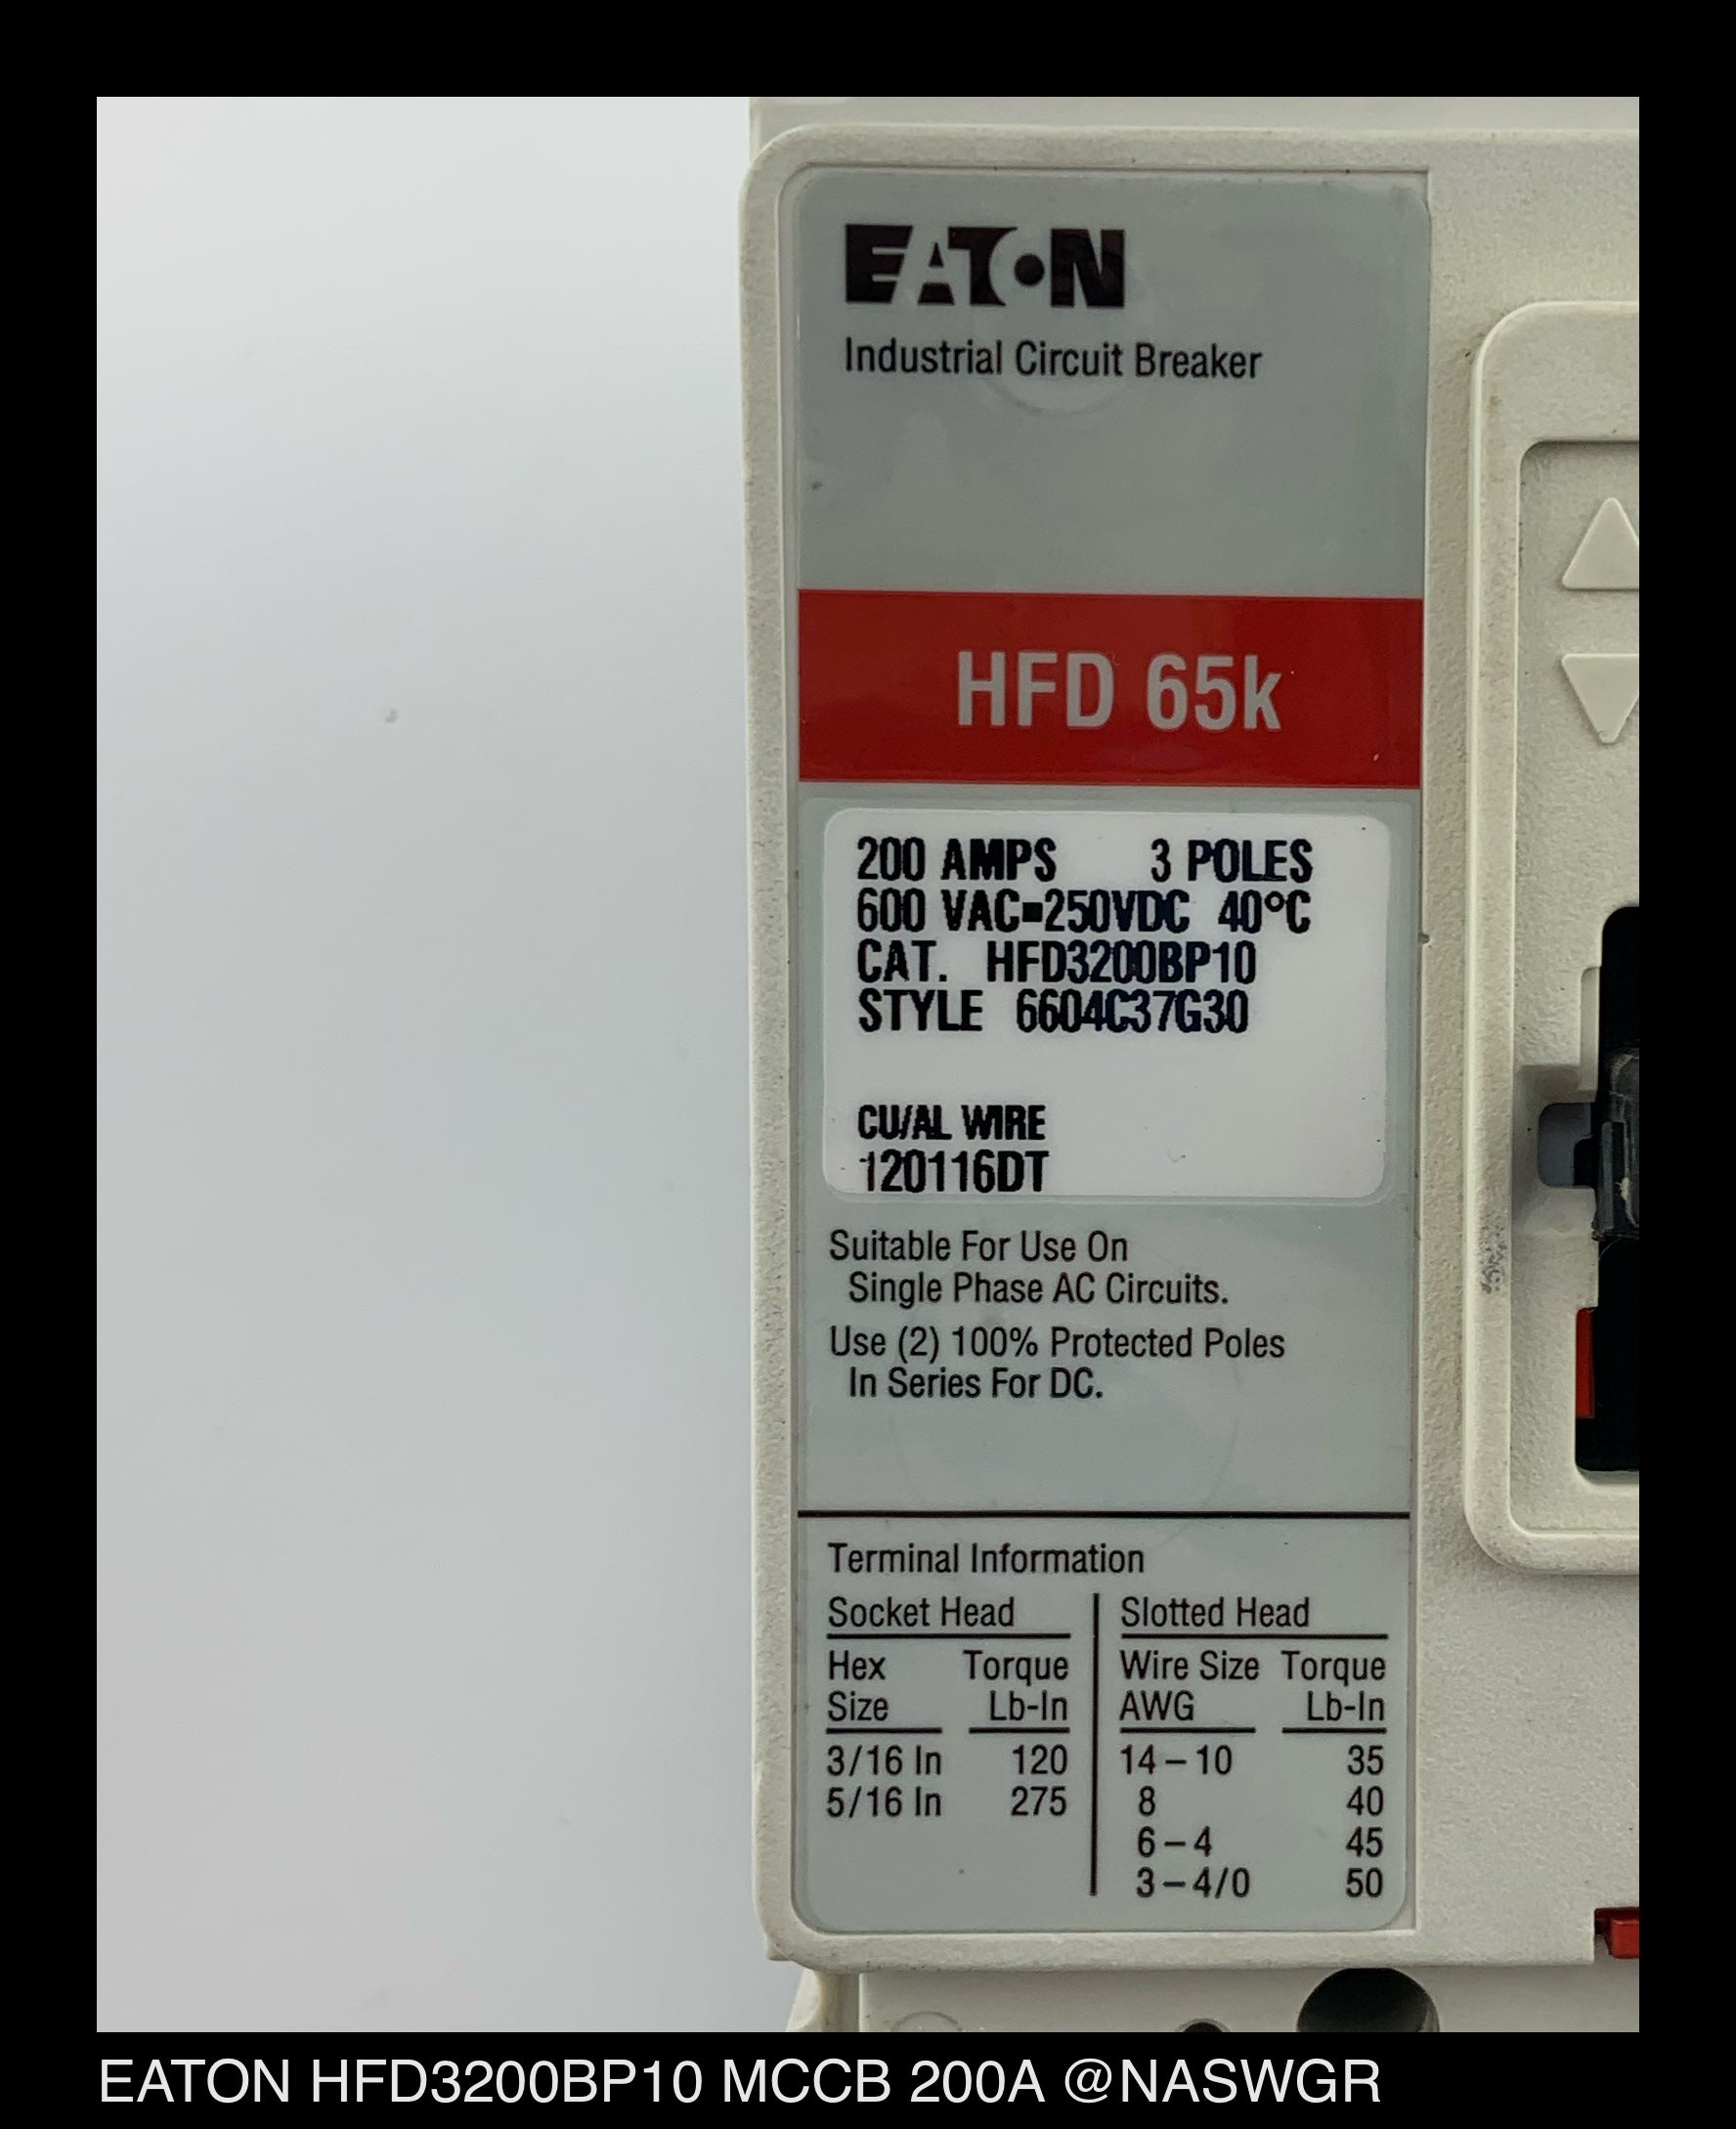 EATON
Industrial Circuit Breaker
HFD 65k
200 AMPS 3 POLES
600 VAC▪250VDC 40°C
CAT. HFD3200BP10
STYLE 6604C37G30
CU/AL WIRE
120116DT
Suitable For Use On
Single Phase AC Circuits.
Use (2) 100% Protected Poles
In Series For DC.
Terminal Information
Socket Head Slotted Head
Hex Torque Wire Size Torque
Size Lb-In AWG Lb-In
3/16 In 120 14–10 35
5/16 In 275 8 40
6–4 45
3–4/0 50
EATON HFD3200BP10 MCCB 200A @NASWGR